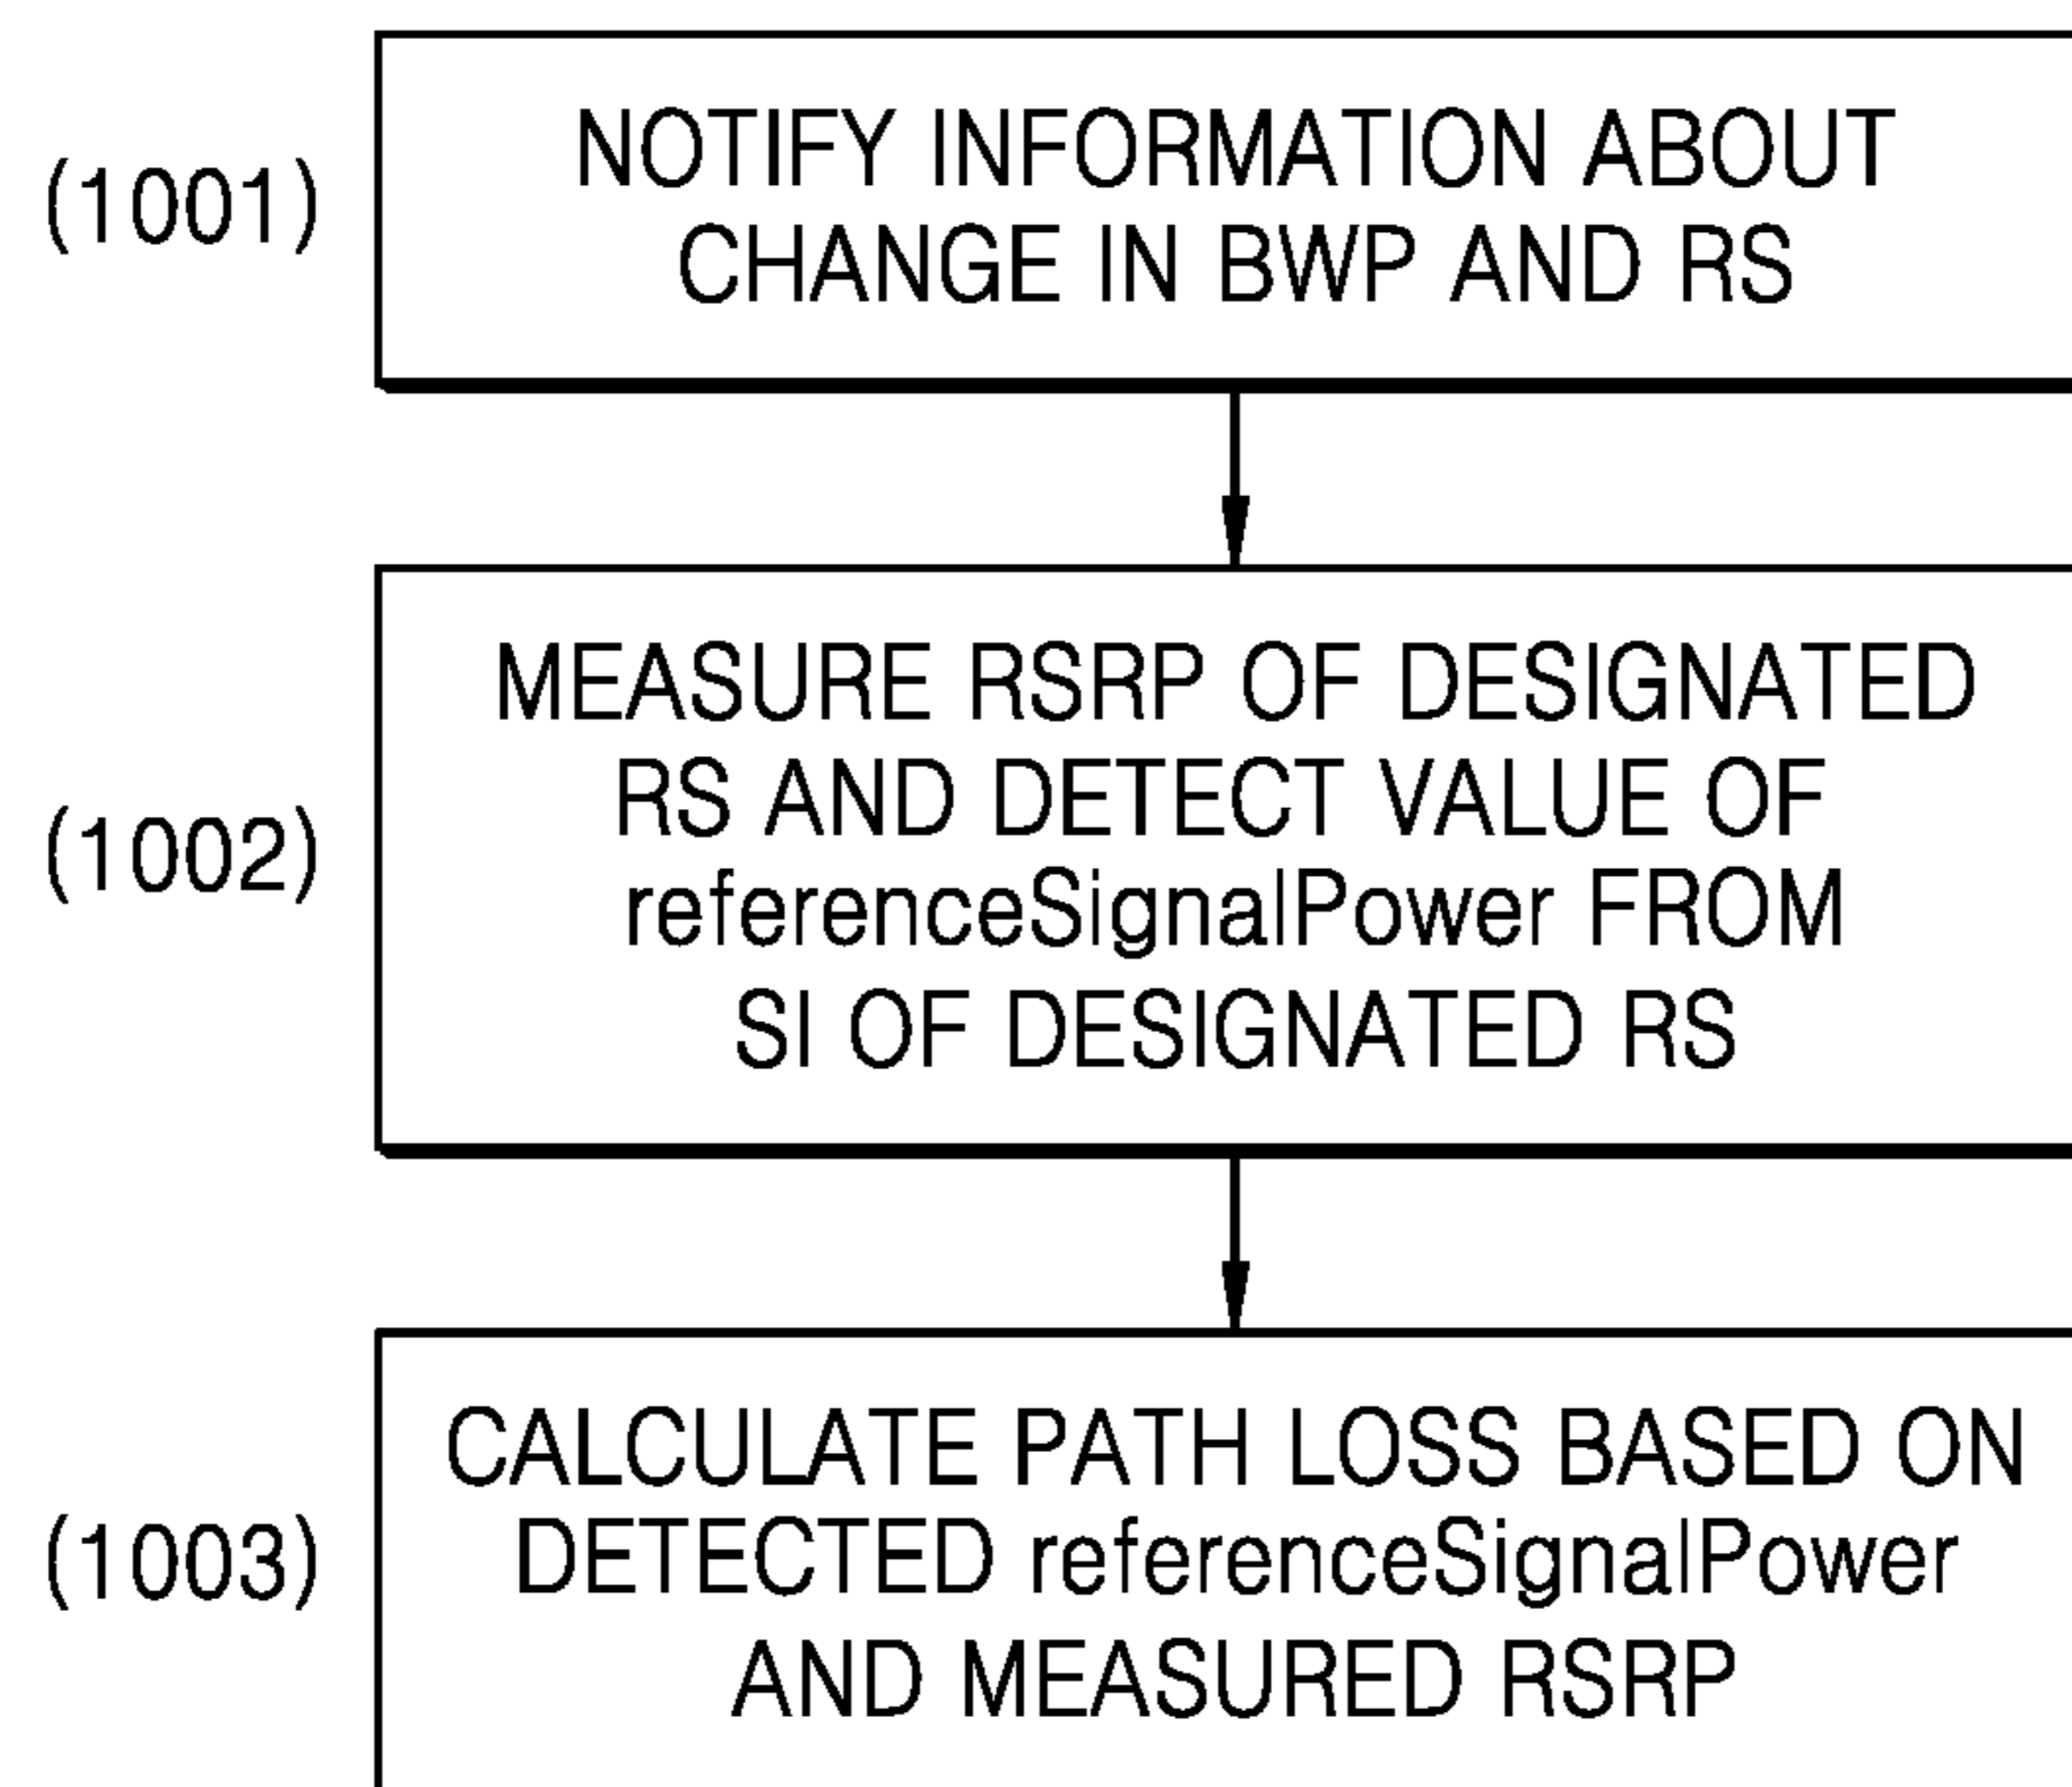 (1001)
NOTIFY INFORMATION ABOUT
CHANGE IN BWP AND RS
(1002)
MEASURE RSRP OF DESIGNATED
RS AND DETECT VALUE OF
referenceSignalPower FROM
SI OF DESIGNATED RS
(1003)
CALCULATE PATH LOSS BASED ON
DETECTED referenceSignalPower
AND MEASURED RSRP